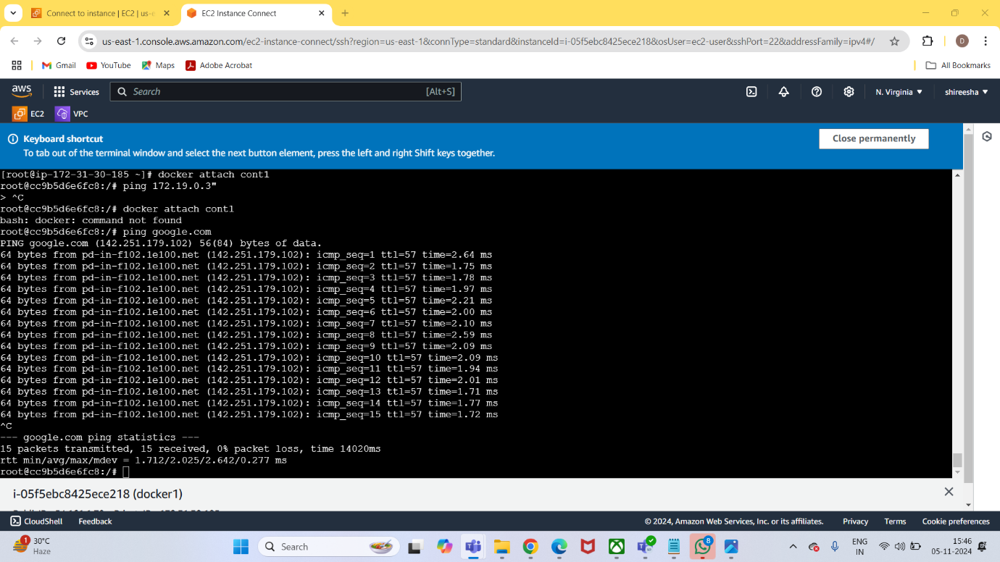 Connect to instance | EC2 | us-e
EC2 Instance Connect
us-east-1.console.aws.amazon.com/ec2-instance-connect/ssh?region=us-east-1&connType=standard&instanceId=i-05f5ebc8425ece218&osUser=ec2-user&sshPort=22&addressFamily=ipv4#/
D
Gmail
YouTube
Maps
Adobe Acrobat
All Bookmarks
aws
Services
Search
[Alt+S]
N. Virginia
shireesha
EC2
VPC
Keyboard shortcut
To tab out of the terminal window and select the next button element, press the left and right Shift keys together.
Close permanently
[root@ip-172-31-30-185 ~]# docker attach cont1
root@cc9b5d6e6fc8:/# ping 172.19.0.3"
> ^C
root@cc9b5d6e6fc8:/# docker attach cont1
bash: docker: command not found
root@cc9b5d6e6fc8:/# ping google.com
PING google.com (142.251.179.102) 56(84) bytes of data.
64 bytes from pd-in-f102.1e100.net (142.251.179.102): icmp_seq=1 ttl=57 time=2.64 ms
64 bytes from pd-in-f102.1e100.net (142.251.179.102): icmp_seq=2 ttl=57 time=1.75 ms
64 bytes from pd-in-f102.1e100.net (142.251.179.102): icmp_seq=3 ttl=57 time=1.78 ms
64 bytes from pd-in-f102.1e100.net (142.251.179.102): icmp_seq=4 ttl=57 time=1.97 ms
64 bytes from pd-in-f102.1e100.net (142.251.179.102): icmp_seq=5 ttl=57 time=2.21 ms
64 bytes from pd-in-f102.1e100.net (142.251.179.102): icmp_seq=6 ttl=57 time=2.00 ms
64 bytes from pd-in-f102.1e100.net (142.251.179.102): icmp_seq=7 ttl=57 time=2.10 ms
64 bytes from pd-in-f102.1e100.net (142.251.179.102): icmp_seq=8 ttl=57 time=2.59 ms
64 bytes from pd-in-f102.1e100.net (142.251.179.102): icmp_seq=9 ttl=57 time=2.09 ms
64 bytes from pd-in-f102.1e100.net (142.251.179.102): icmp_seq=10 ttl=57 time=2.09 ms
64 bytes from pd-in-f102.1e100.net (142.251.179.102): icmp_seq=11 ttl=57 time=1.94 ms
64 bytes from pd-in-f102.1e100.net (142.251.179.102): icmp_seq=12 ttl=57 time=2.01 ms
64 bytes from pd-in-f102.1e100.net (142.251.179.102): icmp_seq=13 ttl=57 time=1.71 ms
64 bytes from pd-in-f102.1e100.net (142.251.179.102): icmp_seq=14 ttl=57 time=1.77 ms
64 bytes from pd-in-f102.1e100.net (142.251.179.102): icmp_seq=15 ttl=57 time=1.72 ms
^C
--- google.com ping statistics ---
15 packets transmitted, 15 received, 0% packet loss, time 14020ms
rtt min/avg/max/mdev = 1.712/2.025/2.642/0.277 ms
root@cc9b5d6e6fc8:/#
i-05f5ebc8425ece218 (docker1)
CloudShell
Feedback
© 2024, Amazon Web Services, Inc. or its affiliates.
Privacy
Terms
Cookie preferences
1
30°C
Haze
Search
8
ENG
IN
15:46
05-11-2024